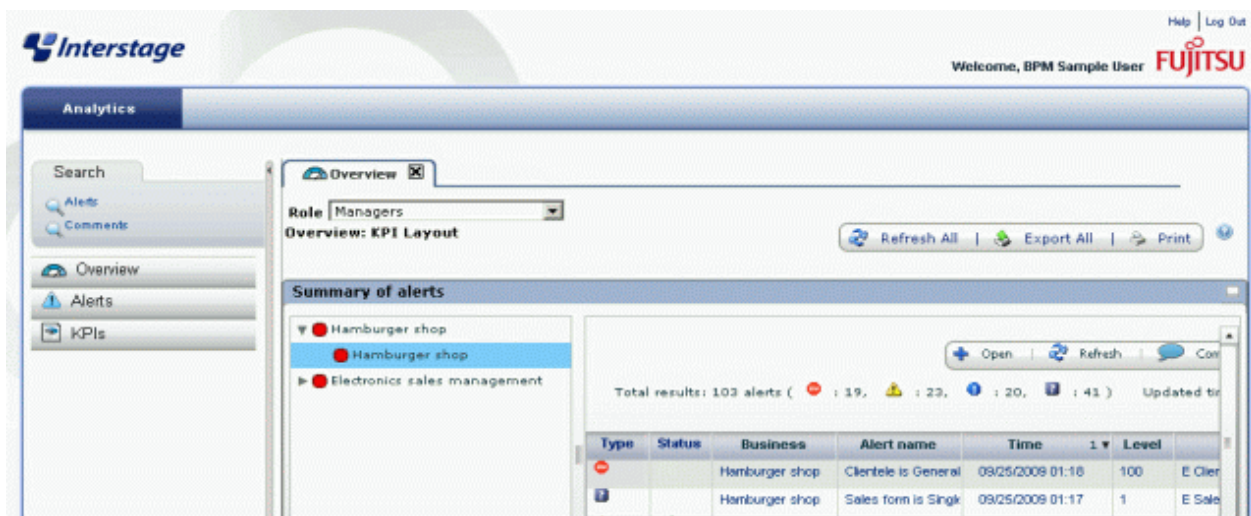 Help | Log Out
Interstage
Welcome, BPM Sample User FUJITSU
Analytics
Search
Alerts
Comments
Overview
Alerts
KPIs
Overview
Role Managers
Overview: KPI Layout
Refresh All | Export All | Print
Summary of alerts
Hamburger shop
Hamburger shop
Electronics sales management
Open | Refresh |
Total results: 103 alerts ( : 19, : 23, : 20, : 41 ) Updated
Type Status Business Alert name Time 1 Level
Hamburger shop Clientele is General 09/25/2009 01:18 100 E
Hamburger shop Sales form is 09/25/2009 01:17 1 E